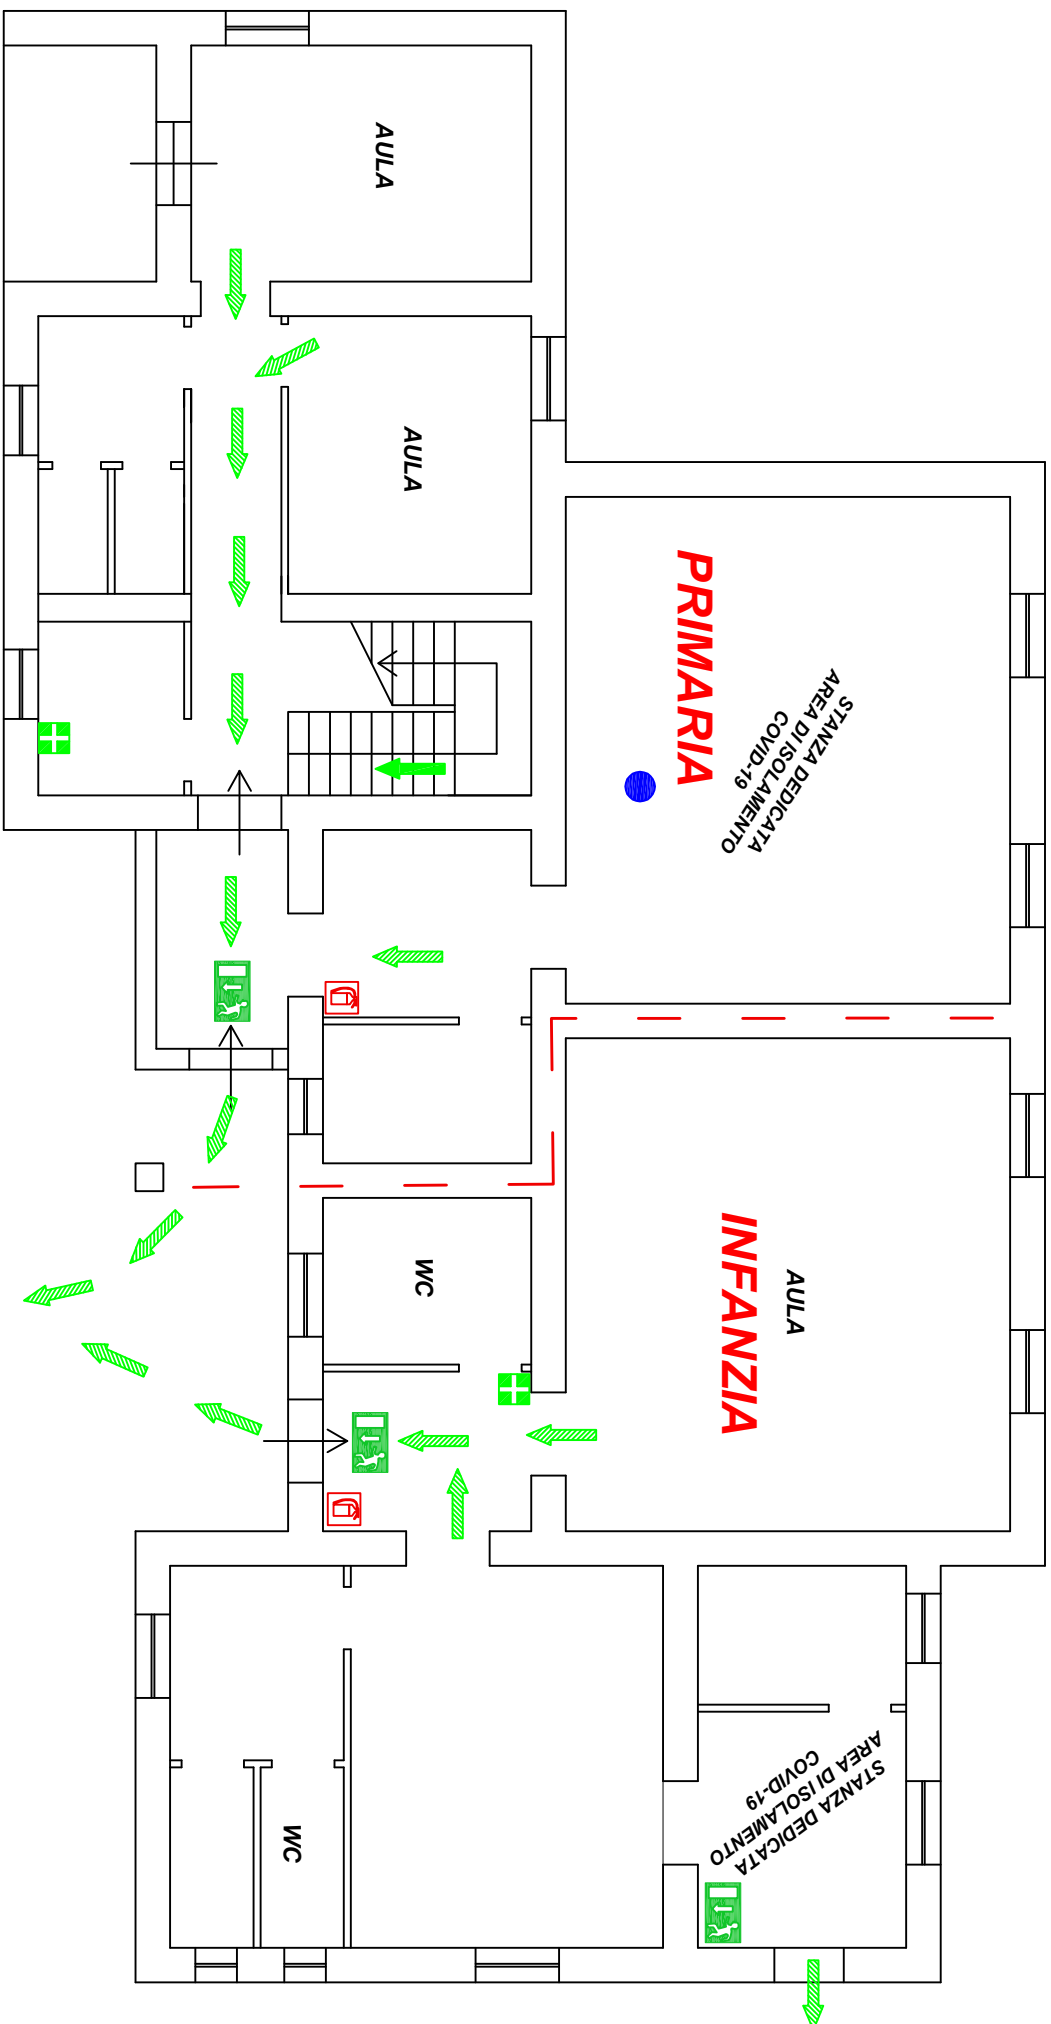 AULA
AULA
PRIMARIA
STANZA DEDICATA
AREA DI ISOLAMENTO
COVID-19
INFANZIA
AULA
WC
STANZA DEDICATA
AREA DI ISOLAMENTO
COVID-19
WC